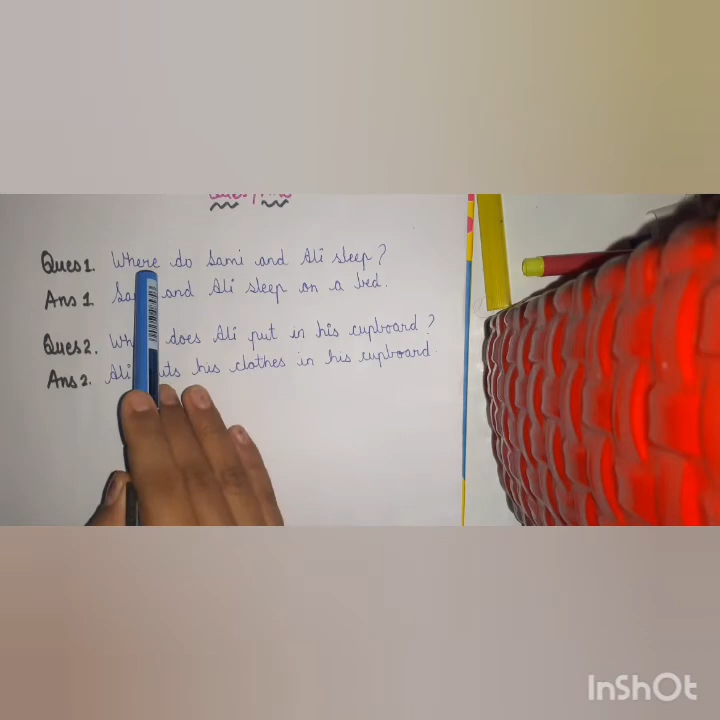 Ques 1. Where do Sami and Ali sleep?
Ans 1. and Ali sleep on a bed.
Ques 2. does Ali put in his cupboard?
Ans 2. Ali his clothes in his cupboard.
InShOt